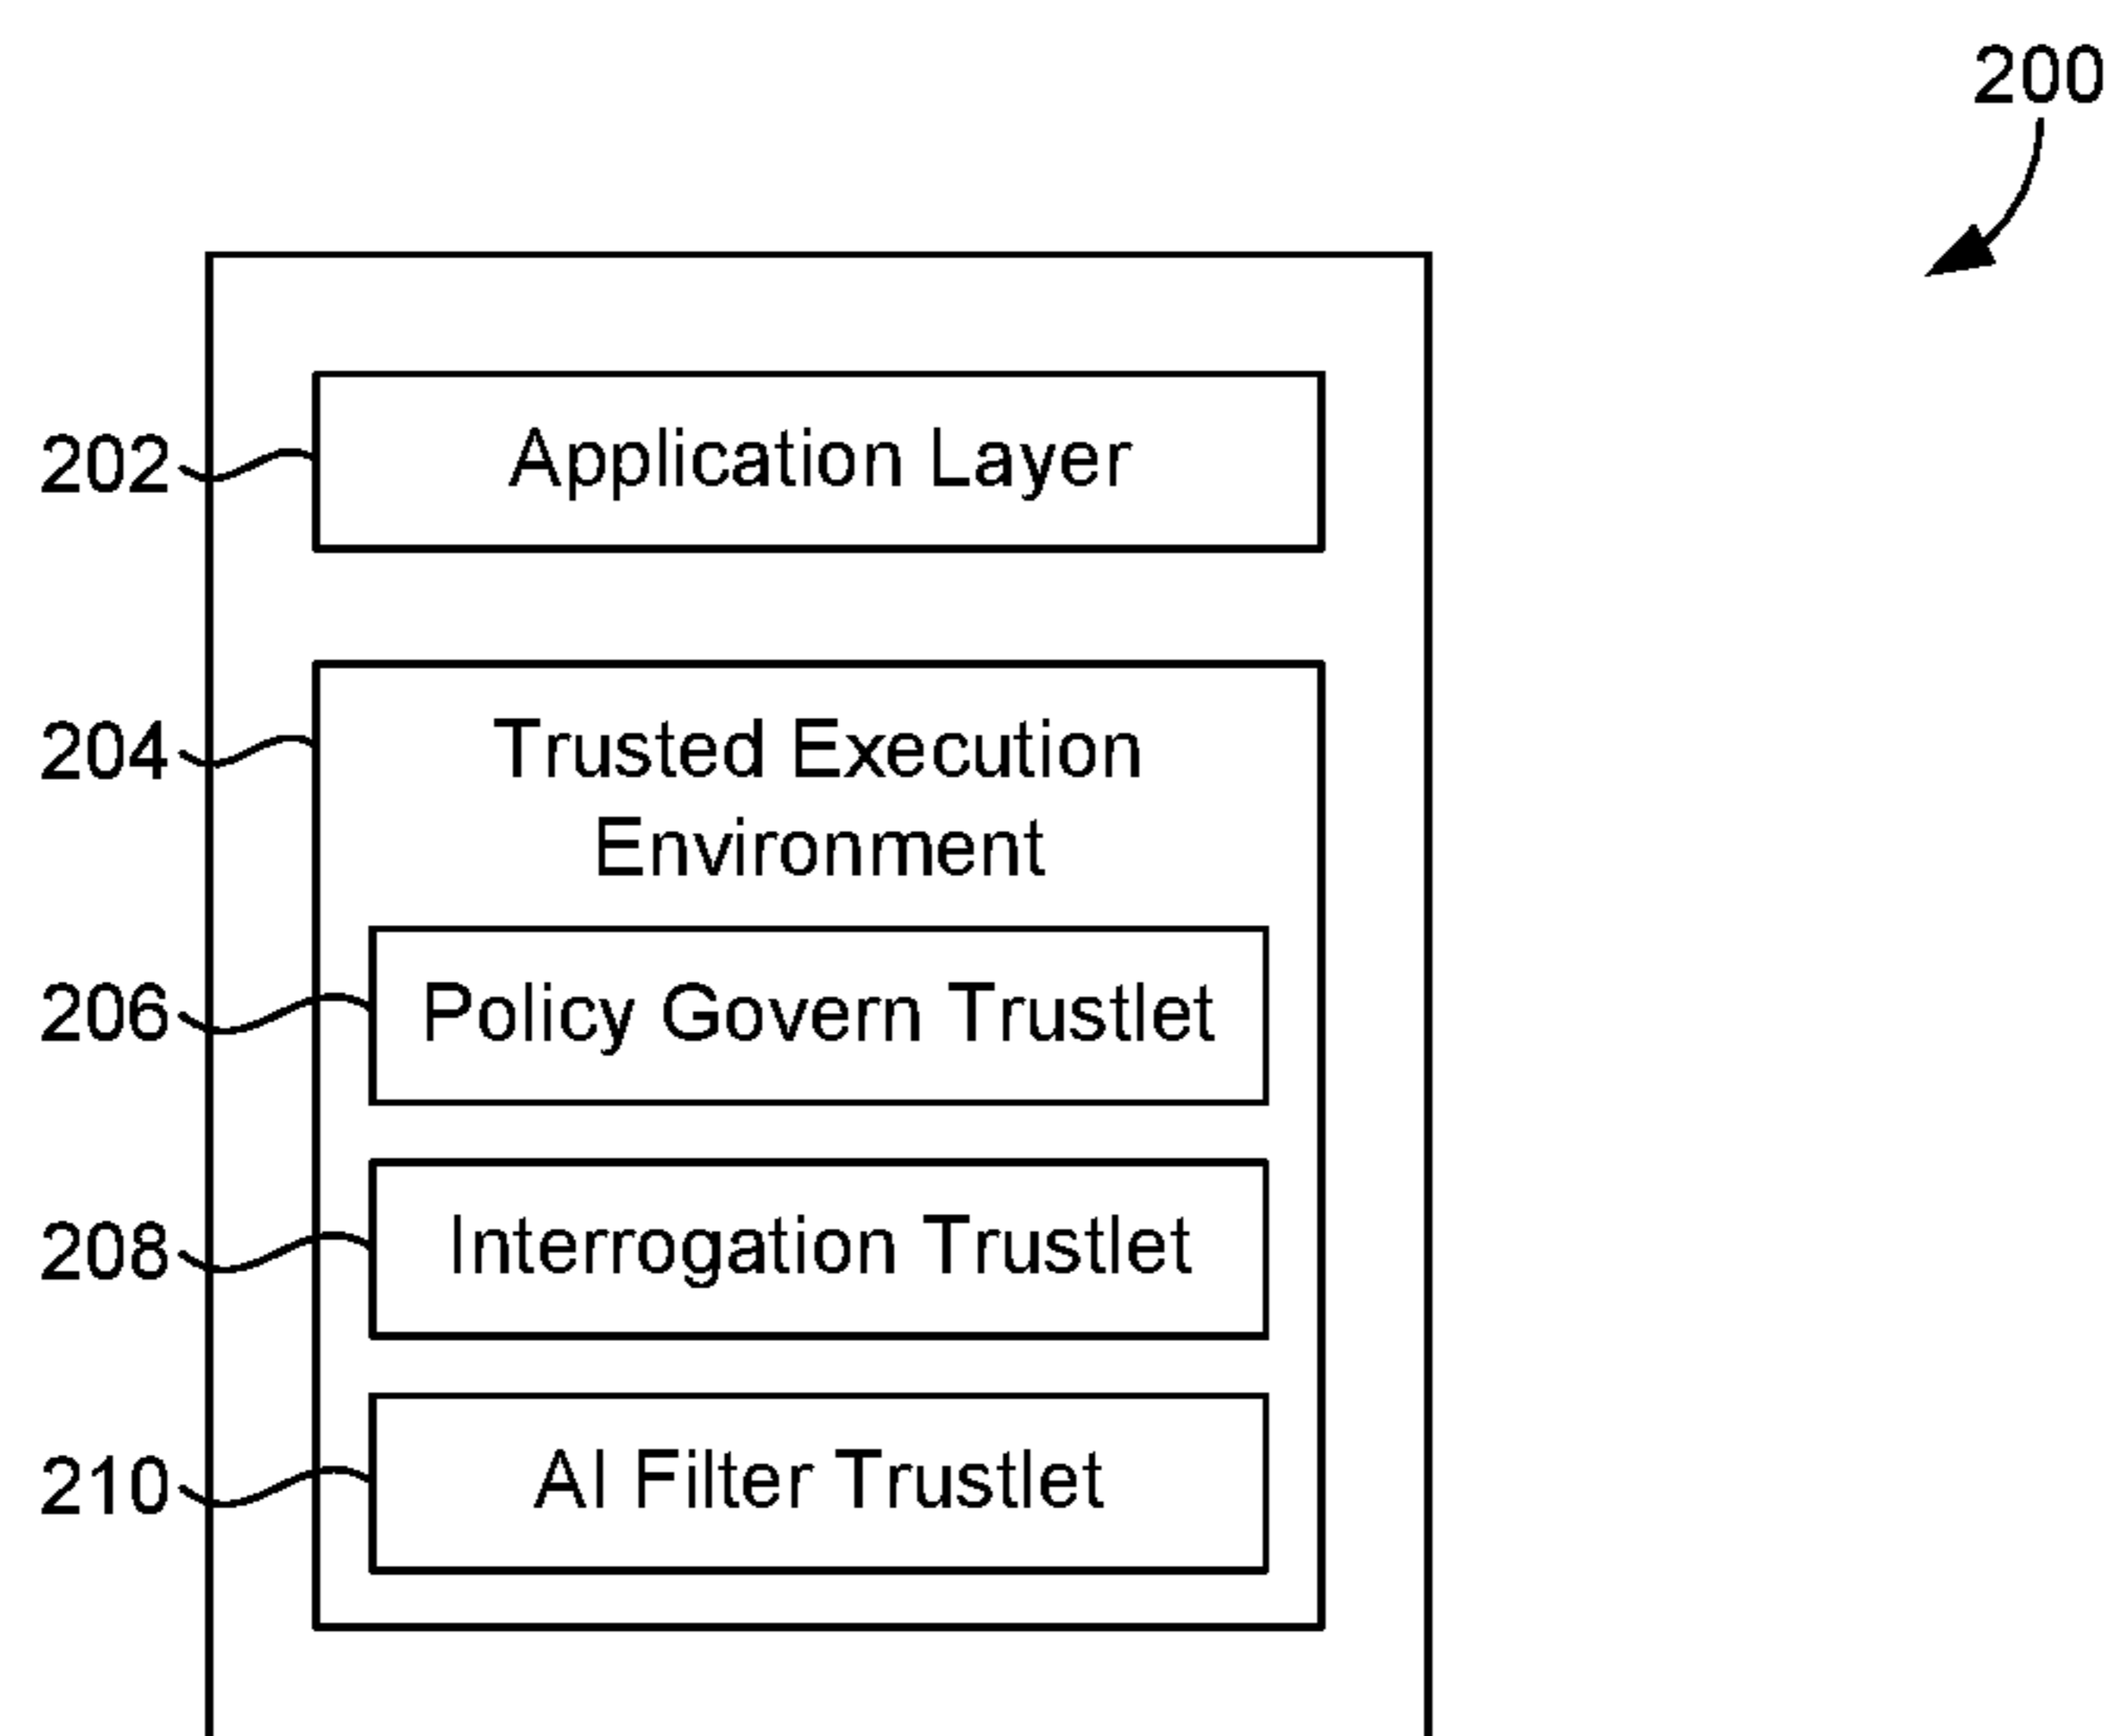 200
202 Application Layer
204 Trusted Execution
Environment
206 Policy Govern Trustlet
208 Interrogation Trustlet
210 AI Filter Trustlet